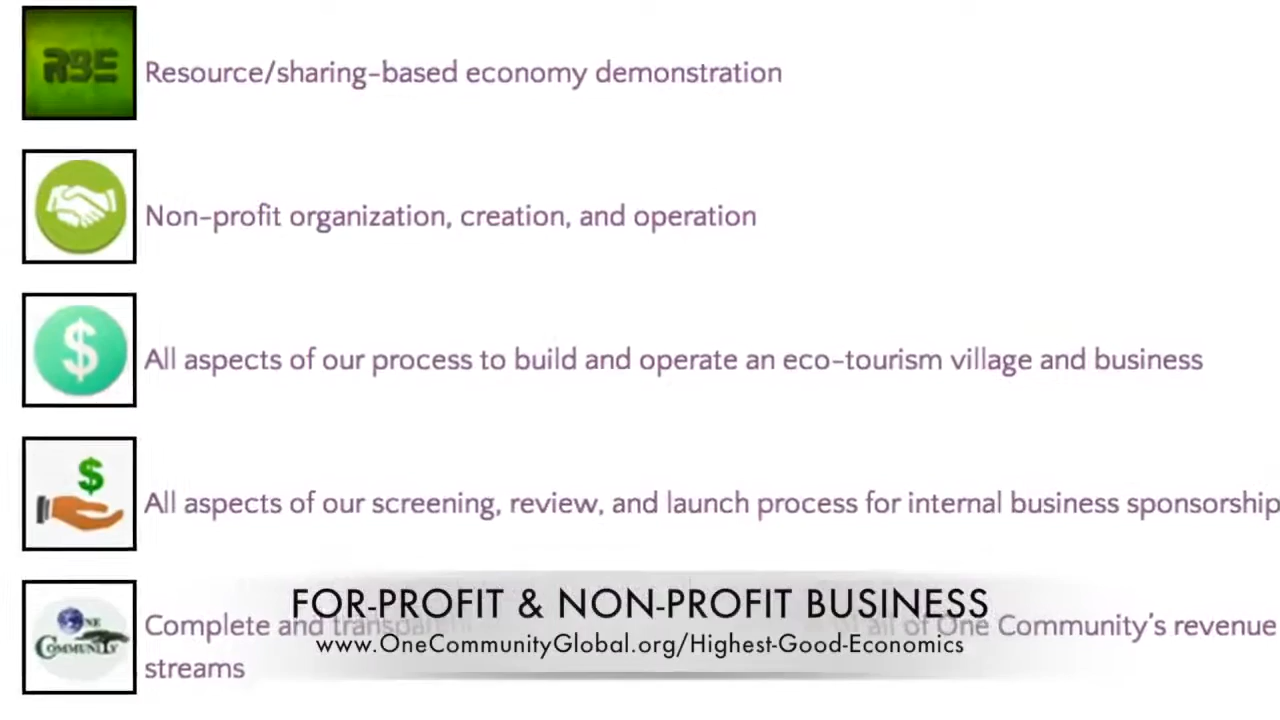 RBE
Resource/sharing-based economy demonstration
Non-profit organization, creation, and operation
$
All aspects of our process to build and operate an eco-tourism village and business
$
All aspects of our screening, review, and launch process for internal business sponsorship
ONE
COMMUNITY
Complete and transparent all of One Community's revenue
streams
FOR-PROFIT & NON-PROFIT BUSINESS
www.OneCommunityGlobal.org/Highest-Good-Economics